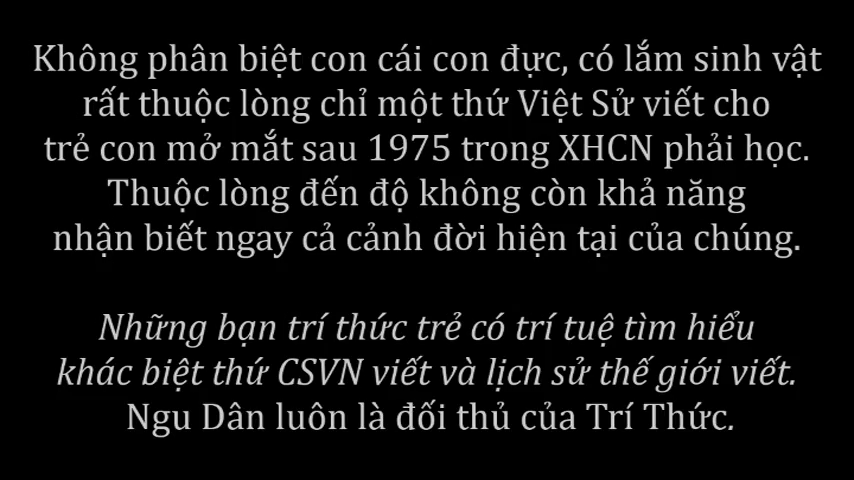 Không phân biệt con cái con đực, có lắm sinh vật
rất thuộc lòng chỉ một thứ Việt Sử viết cho
trẻ con mở mắt sau 1975 trong XHCN phải học.
Thuộc lòng đến độ không còn khả năng
nhận biết ngay cả cảnh đời hiện tại của chúng.
Những bạn trí thức trẻ có trí tuệ tìm hiểu
khác biệt thứ CSVN viết và lịch sử thế giới viết.
Ngu Dân luôn là đối thủ của Trí Thức.